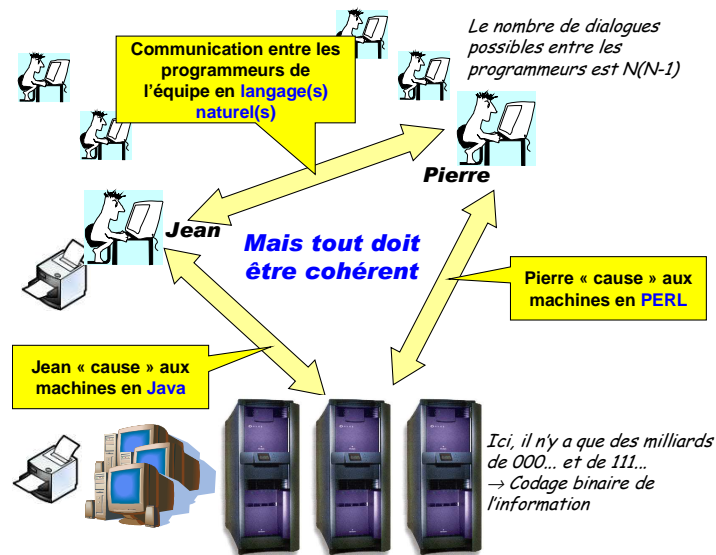 Communication entre les
programmeurs de
l'équipe en langage(s)
naturel(s)
Le nombre de dialogues
possibles entre les
programmeurs est N(N-1)
Pierre
Jean
Mais tout doit
être cohérent
Pierre « cause » aux
machines en PERL
Jean « cause » aux
machines en Java
Ici, il n'y a que des milliards
de 000... et de 111...
→ Codage binaire de
l'information